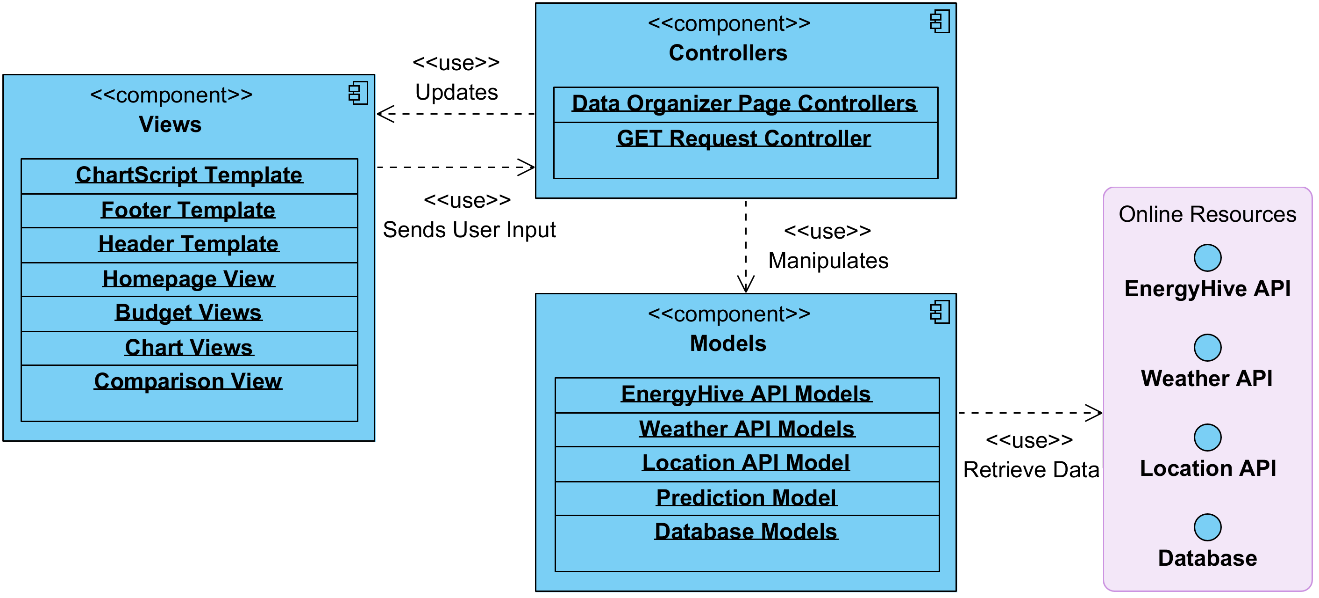 <<component>>
Views
ChartScript Template
Footer Template
Header Template
Homepage View
Budget Views
Chart Views
Comparison View
<<use>>
Updates
<<use>>
Sends User Input
<<component>>
Controllers
Data Organizer Page Controllers
GET Request Controller
<<use>>
Manipulates
<<component>>
Models
EnergyHive API Models
Weather API Models
Location API Model
Prediction Model
Database Models
<<use>>
Retrieve Data
Online Resources
EnergyHive API
Weather API
Location API
Database